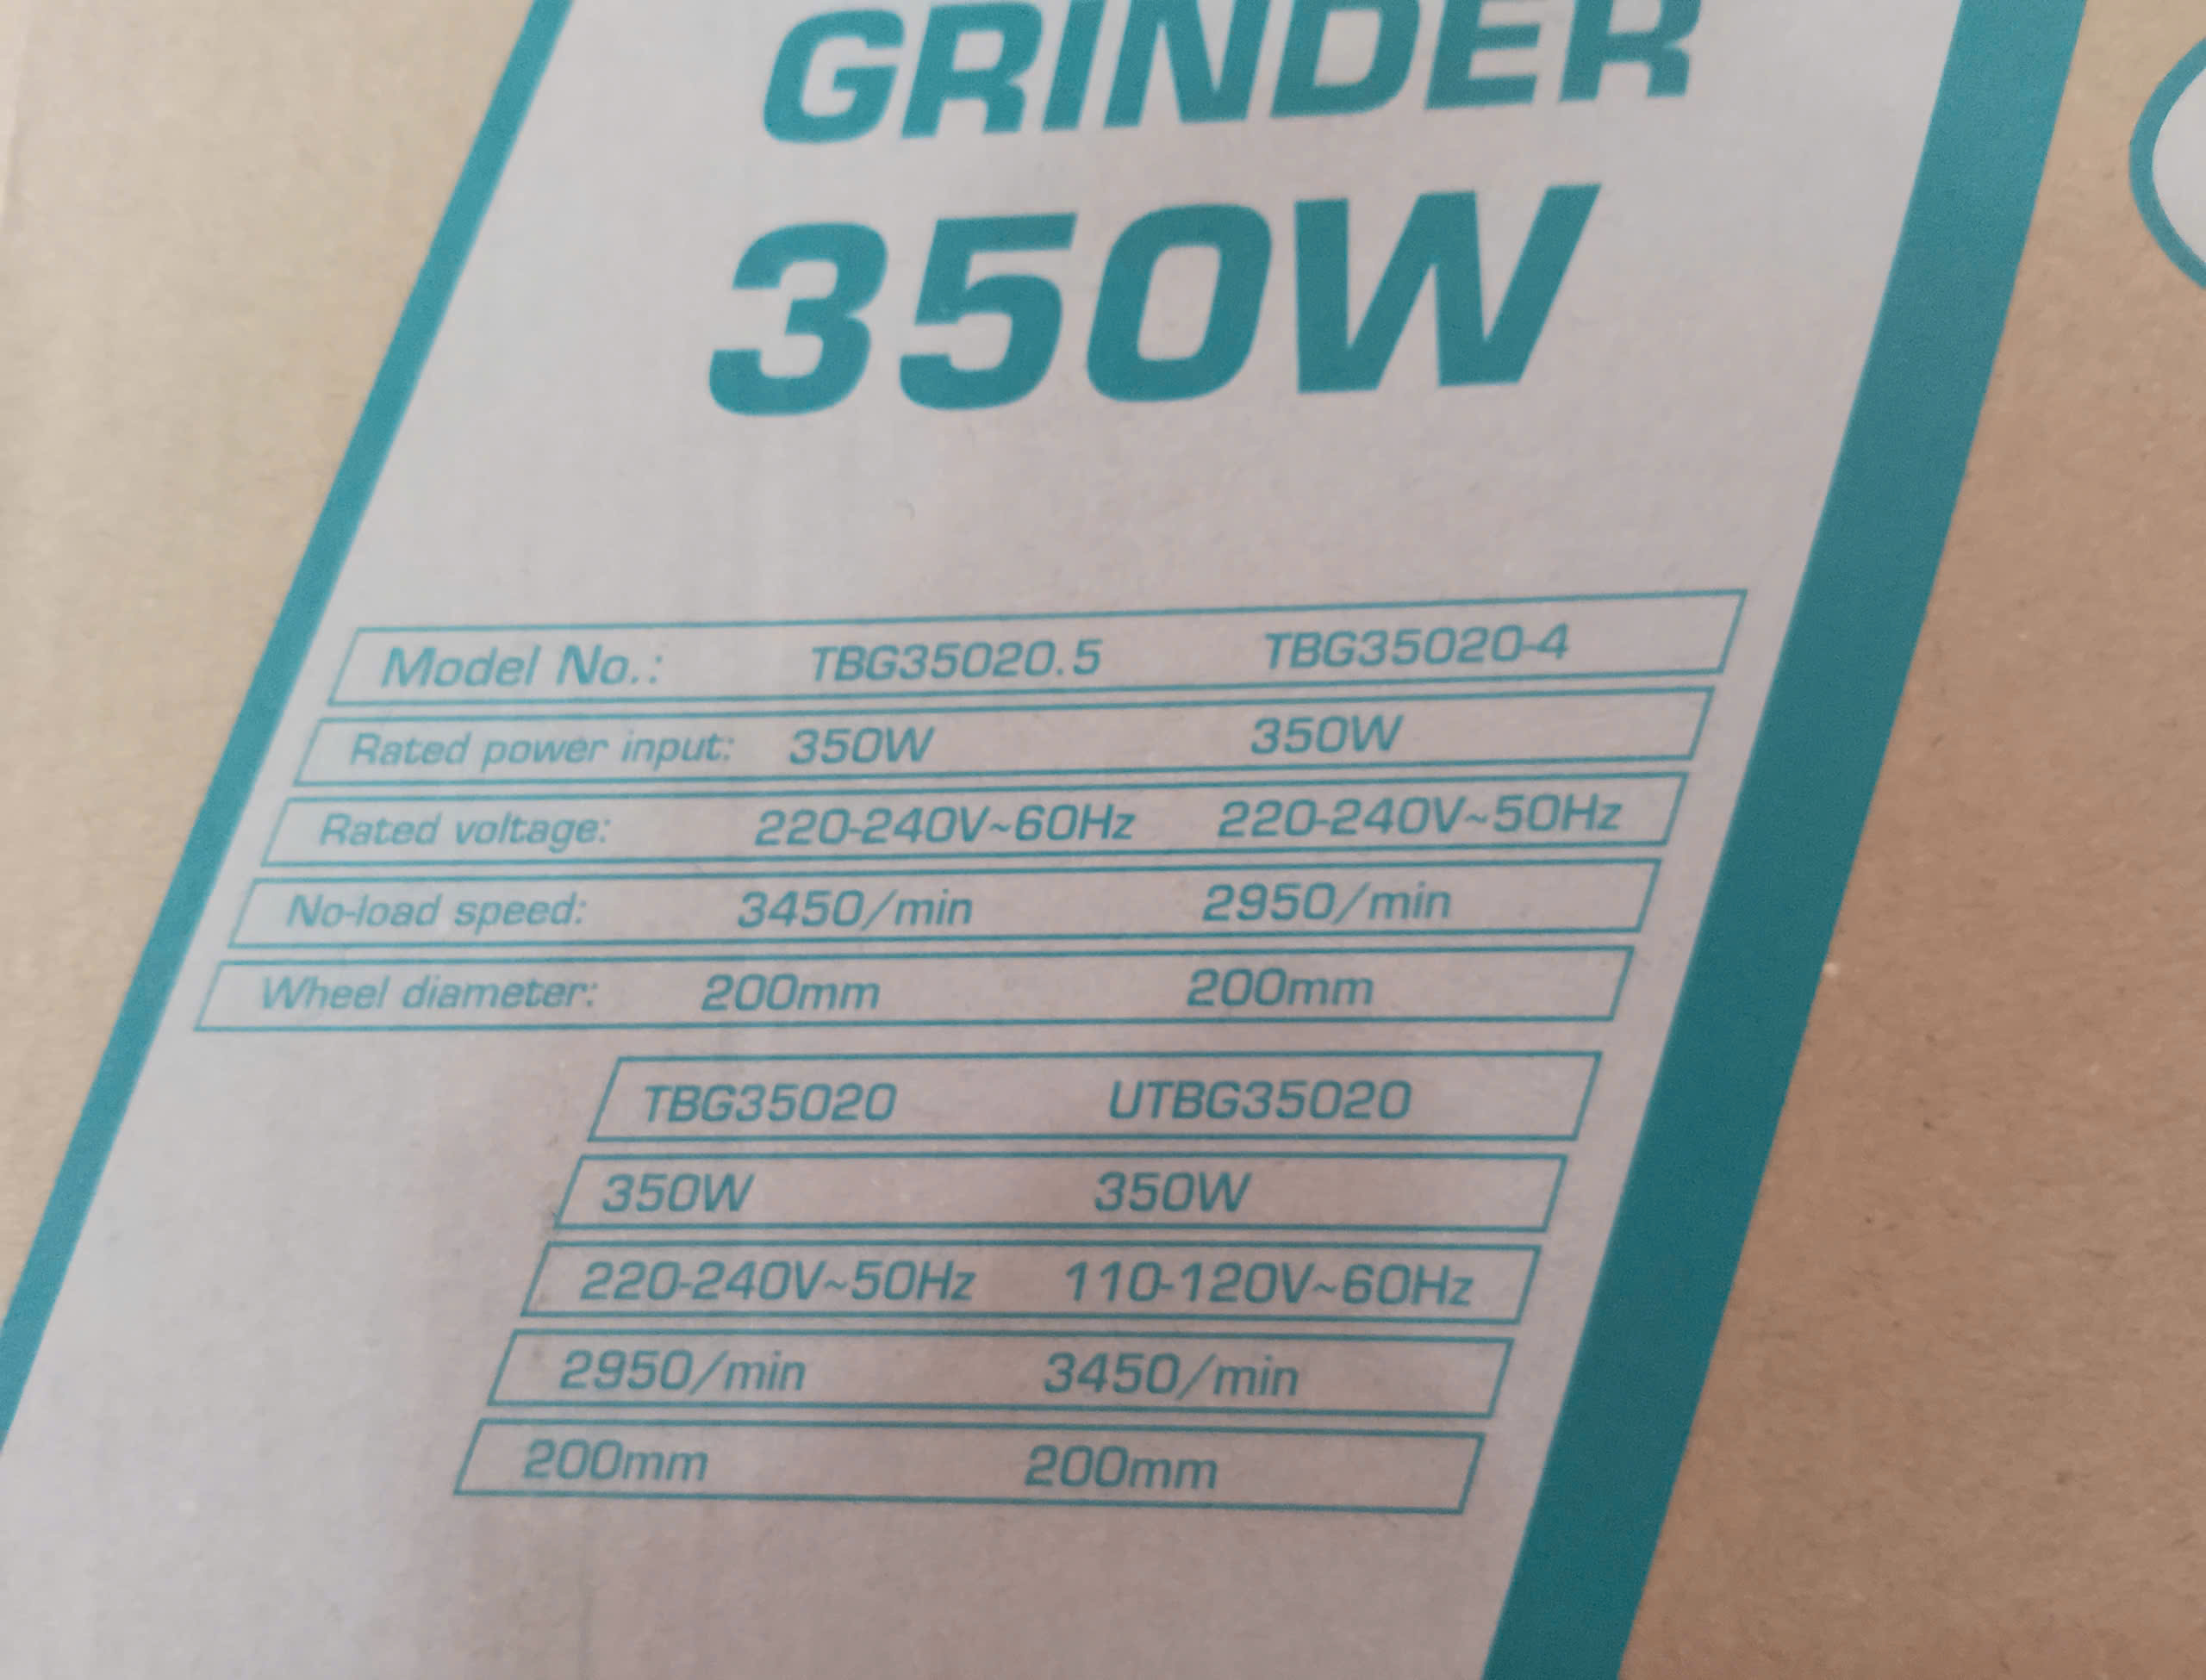 GRINDER
350W
Model No.: TBG35020.5 TBG35020-4
Rated power input: 350W 350W
Rated voltage: 220-240V~60Hz 220-240V~50Hz
No-load speed: 3450/min 2950/min
Wheel diameter: 200mm 200mm
TBG35020 UTBG35020
350W 350W
220-240V~50Hz 110-120V~60Hz
2950/min 3450/min
200mm 200mm